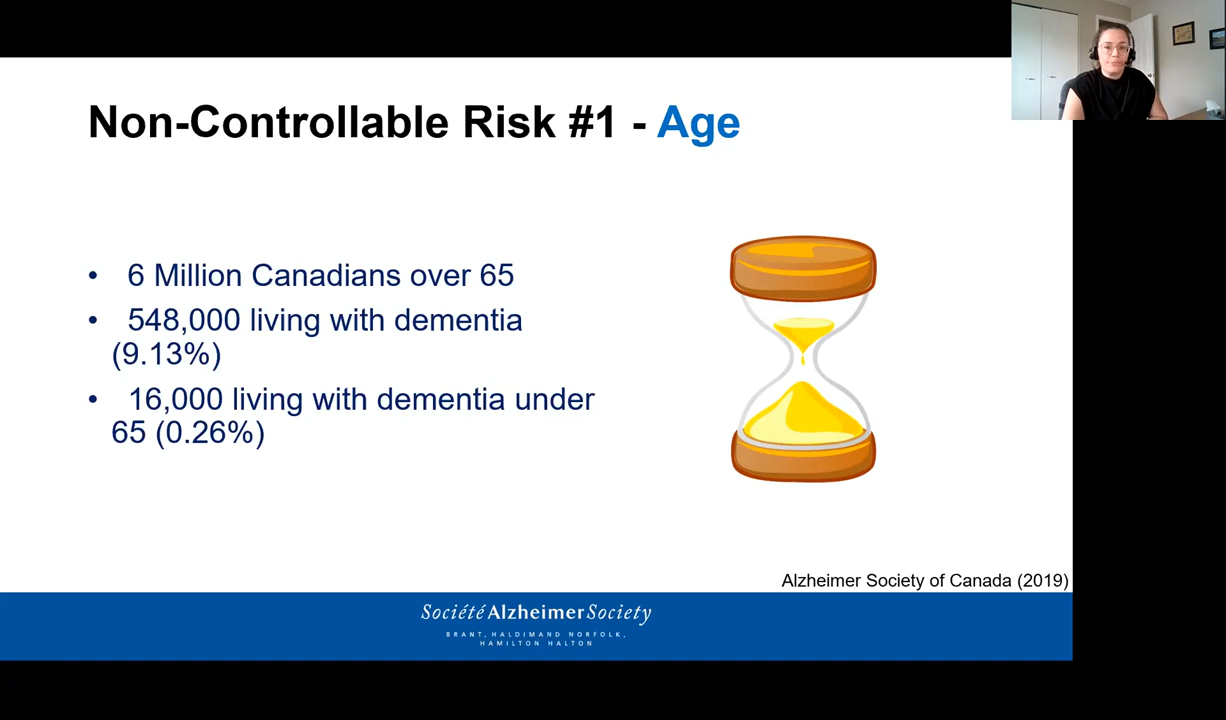 Non-Controllable Risk #1 - Age
• 6 Million Canadians over 65
• 548,000 living with dementia
(9.13%)
• 16,000 living with dementia under
65 (0.26%)
Alzheimer Society of Canada (2019)
Société Alzheimer Society
BRANT, HALDIMAND NORFOLK,
HAMILTON HALTON